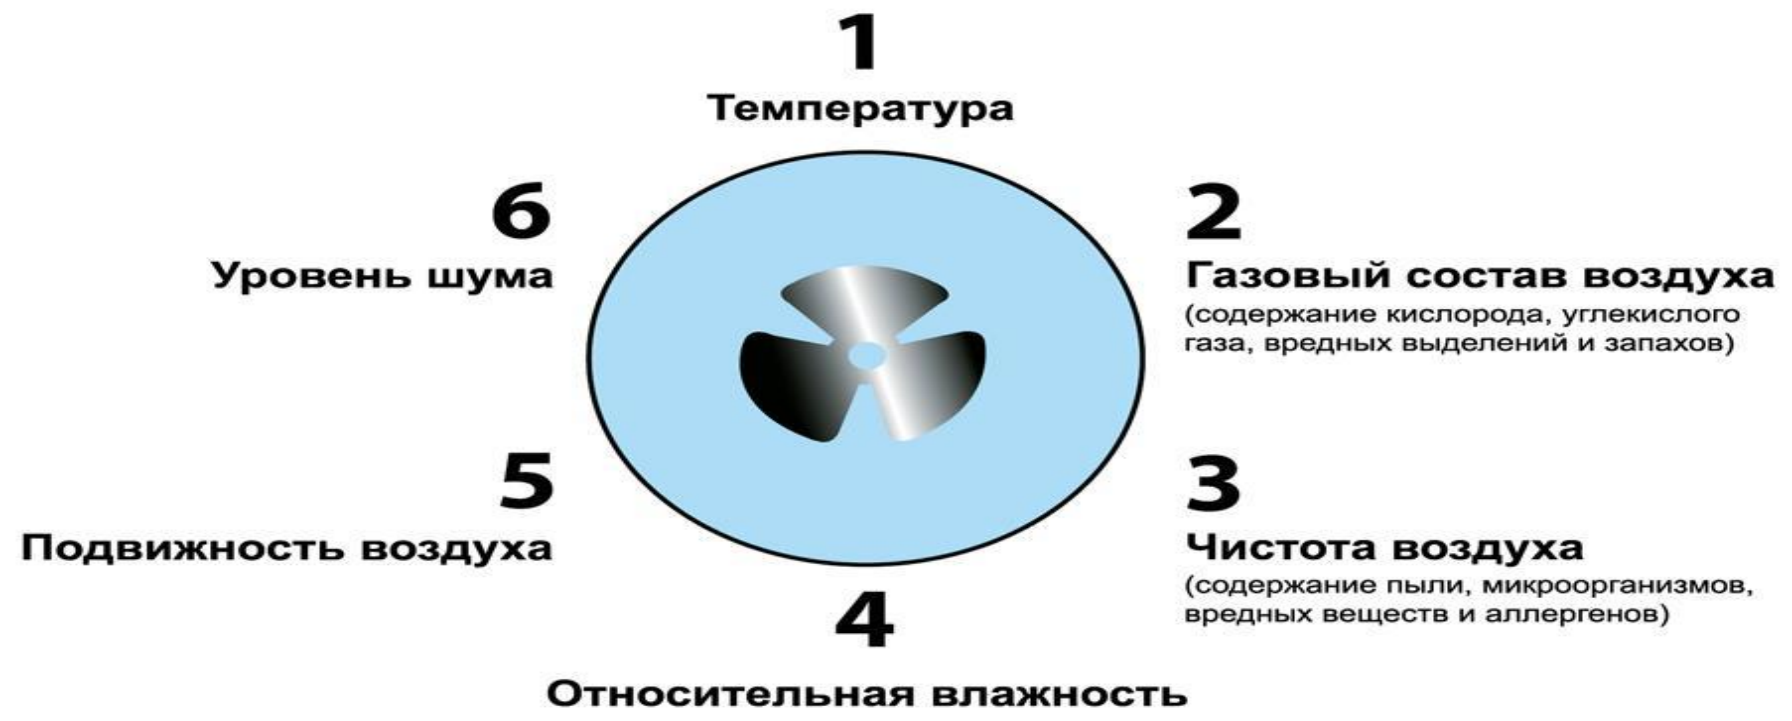 1
Температура
2
Газовый состав воздуха
(содержание кислорода, углекислого
газа, вредных выделений и запахов)
3
Чистота воздуха
(содержание пыли, микроорганизмов,
вредных веществ и аллергенов)
4
Относительная влажность
5
Подвижность воздуха
6
Уровень шума